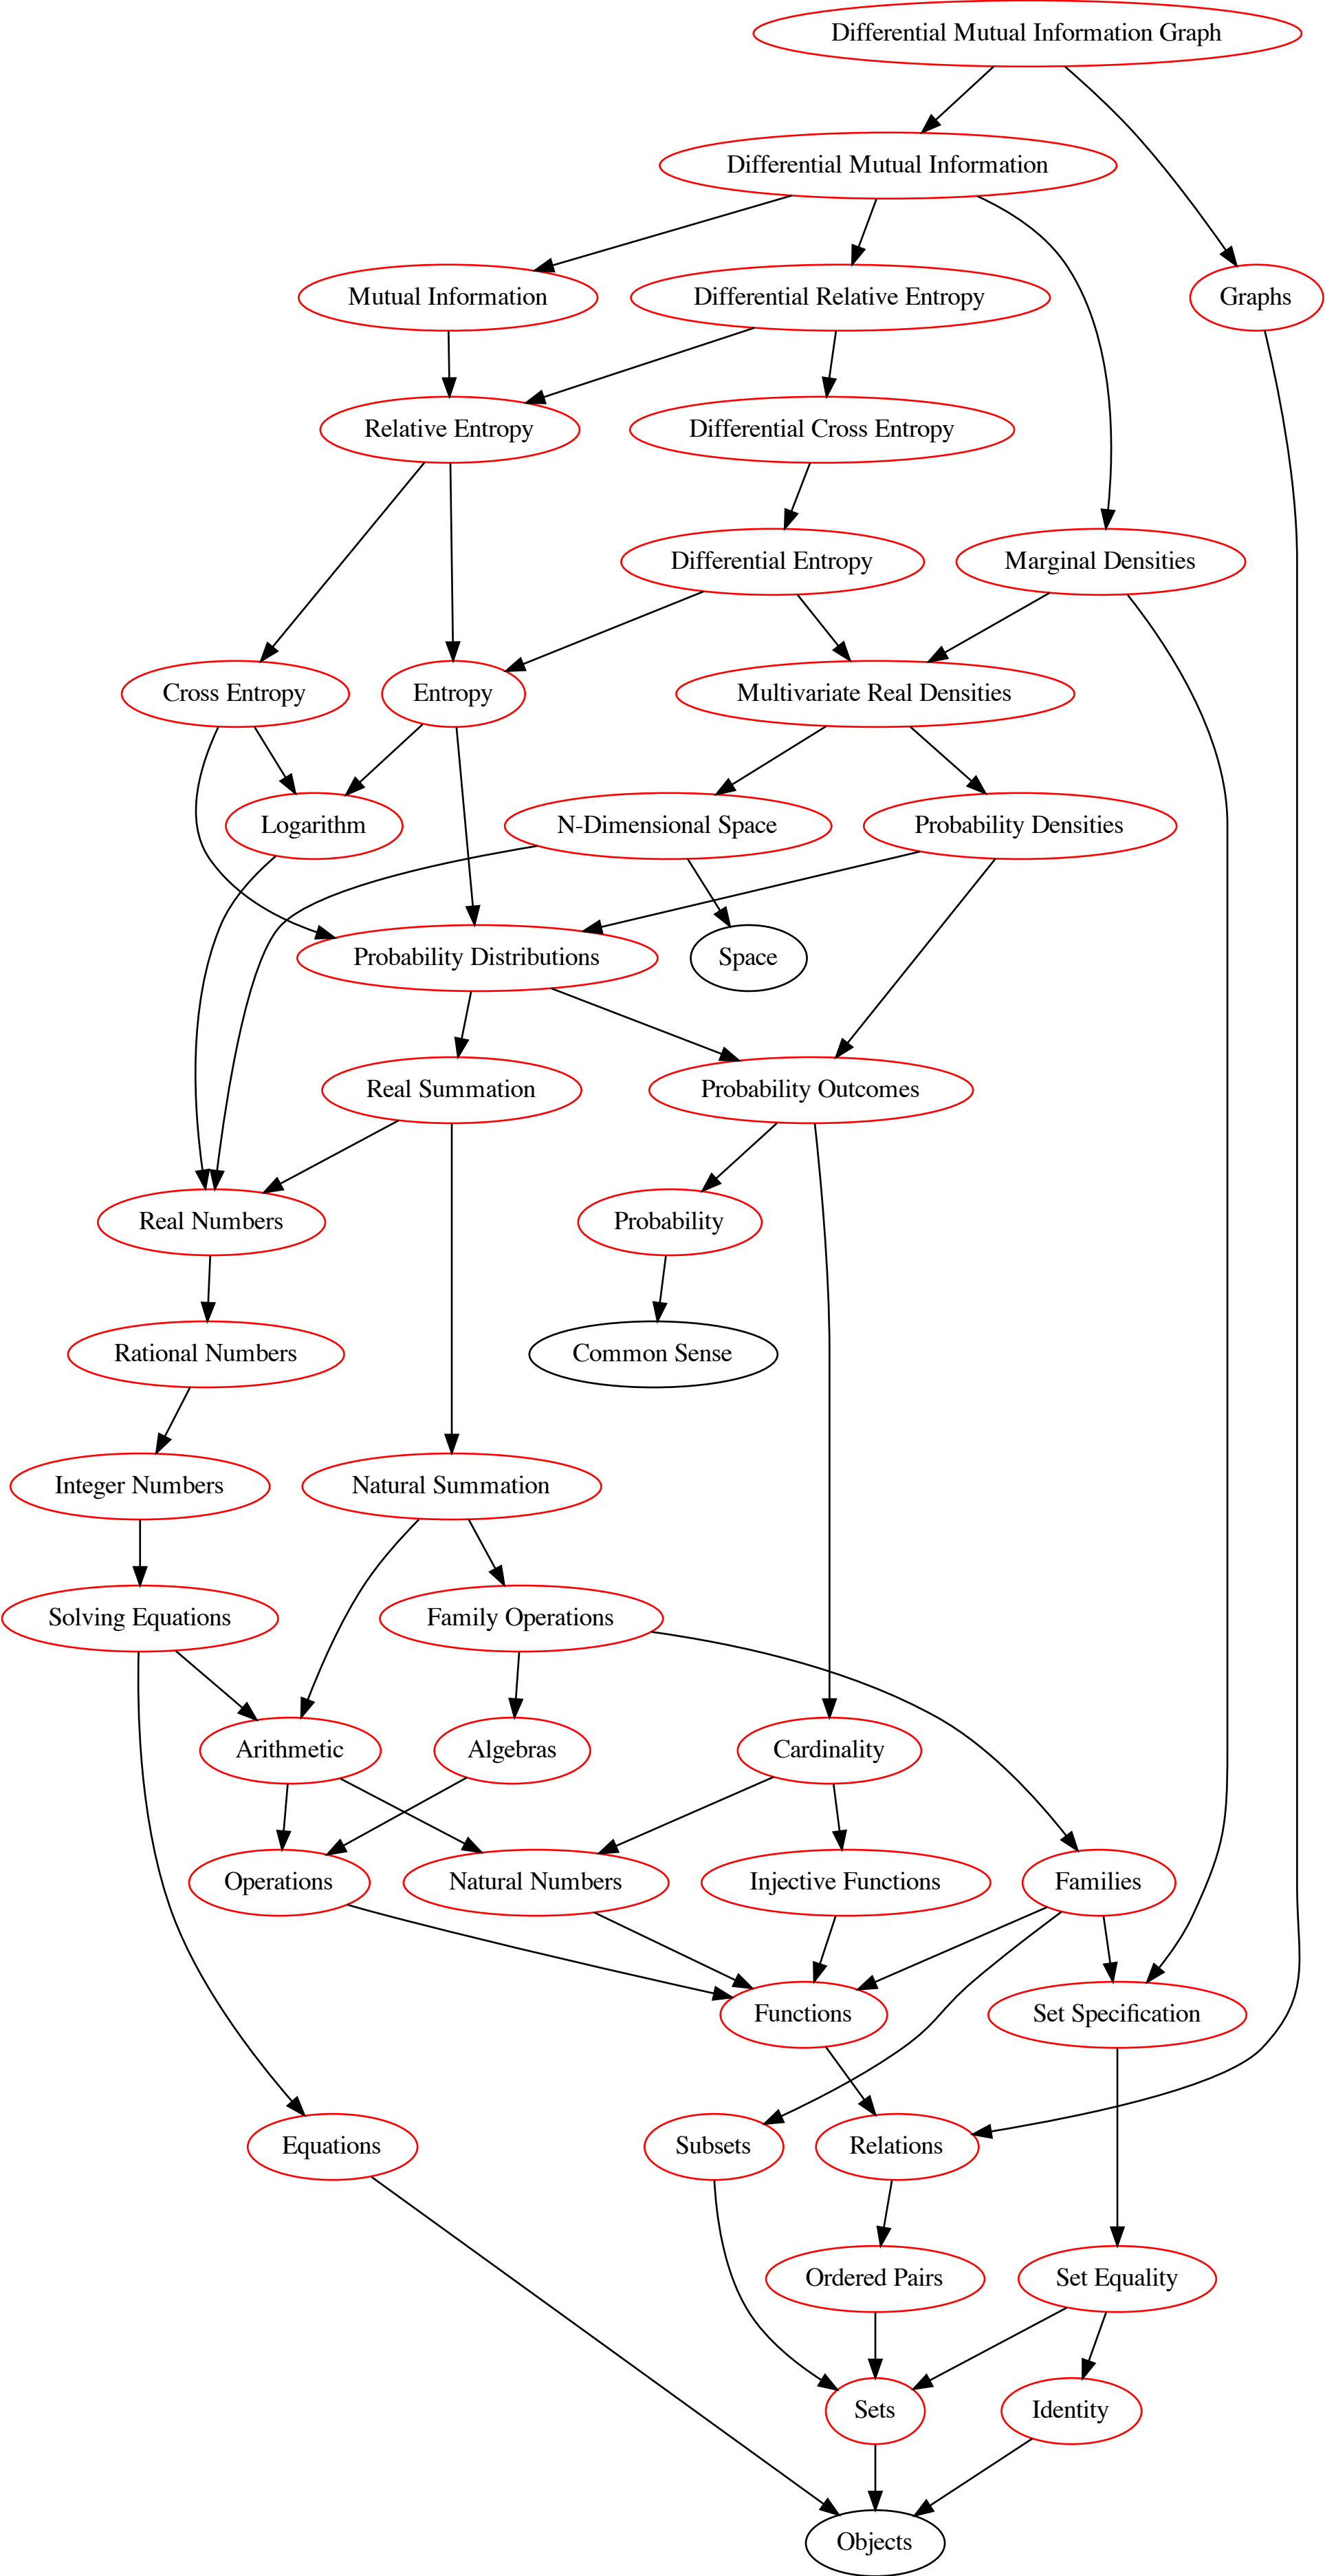 Differential Mutual Information Graph
Differential Mutual Information
Mutual Information
Differential Relative Entropy
Graphs
Relative Entropy
Differential Cross Entropy
Differential Entropy
Marginal Densities
Cross Entropy
Entropy
Multivariate Real Densities
Logarithm
N-Dimensional Space
Probability Densities
Probability Distributions
Space
Real Summation
Probability Outcomes
Real Numbers
Probability
Rational Numbers
Common Sense
Integer Numbers
Natural Summation
Solving Equations
Family Operations
Arithmetic
Algebras
Cardinality
Operations
Natural Numbers
Injective Functions
Families
Functions
Set Specification
Equations
Subsets
Relations
Ordered Pairs
Set Equality
Sets
Identity
Objects